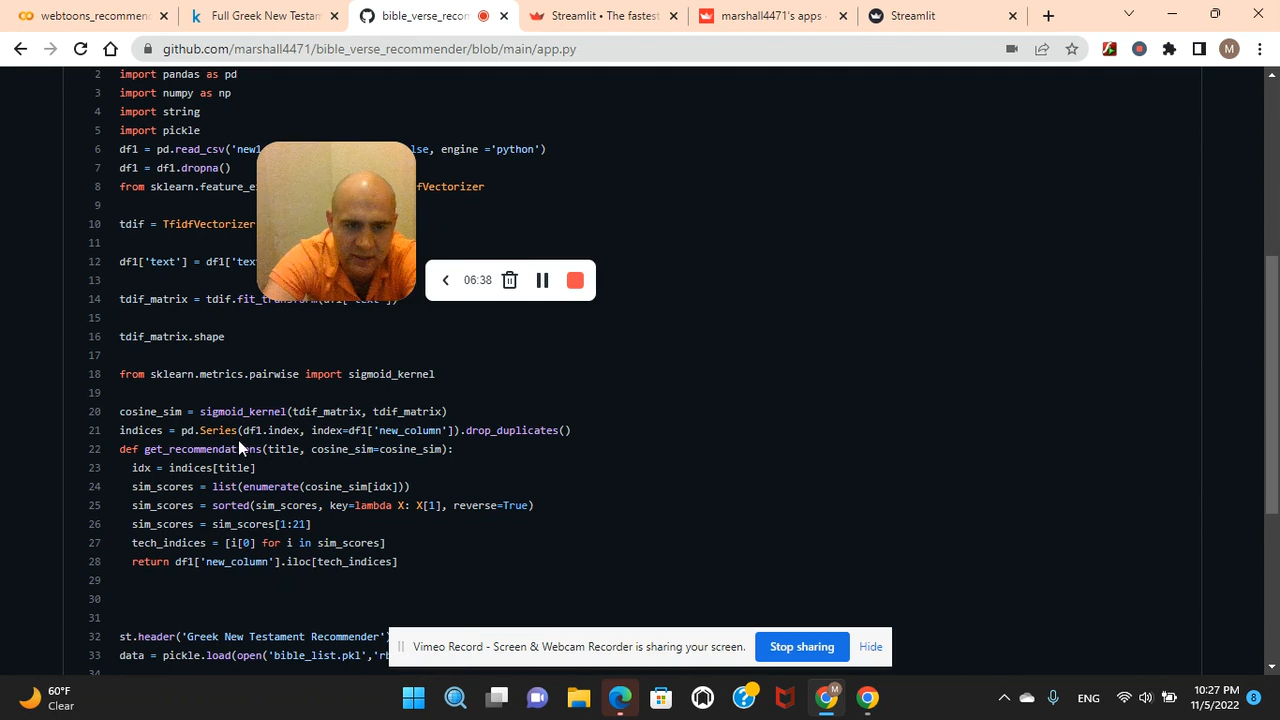 webtoons_recommen
Full Greek New Testam
bible_verse_recom
Streamlit • The fastest
marshall4471's apps
Streamlit
github.com/marshall4471/bible_verse_recommender/blob/main/app.py
M
2 import pandas as pd
3 import numpy as np
4 import string
5 import pickle
6 df1 = pd.read_csv('new1 lse, engine ='python')
7 df1 = df1.dropna()
8 from sklearn.feature_e fVectorizer
9
10 tdif = TfidfVectorizer
11
12 df1['text'] = df1['tex
13
14 tdif_matrix = tdif.fit_transform(df1['text'])
15
16 tdif_matrix.shape
17
18 from sklearn.metrics.pairwise import sigmoid_kernel
19
20 cosine_sim = sigmoid_kernel(tdif_matrix, tdif_matrix)
21 indices = pd.Series(df1.index, index=df1['new_column']).drop_duplicates()
22 def get_recommendations(title, cosine_sim=cosine_sim):
23 idx = indices[title]
24 sim_scores = list(enumerate(cosine_sim[idx]))
25 sim_scores = sorted(sim_scores, key=lambda X: X[1], reverse=True)
26 sim_scores = sim_scores[1:21]
27 tech_indices = [i[0] for i in sim_scores]
28 return df1['new_column'].iloc[tech_indices]
29
30
31
32 st.header('Greek New Testament Recommender'
33 data = pickle.load(open('bible_list.pkl','rb
34
06:38
Vimeo Record - Screen & Webcam Recorder is sharing your screen.
Stop sharing
Hide
60°F
Clear
M
ENG
10:27 PM
11/5/2022
8